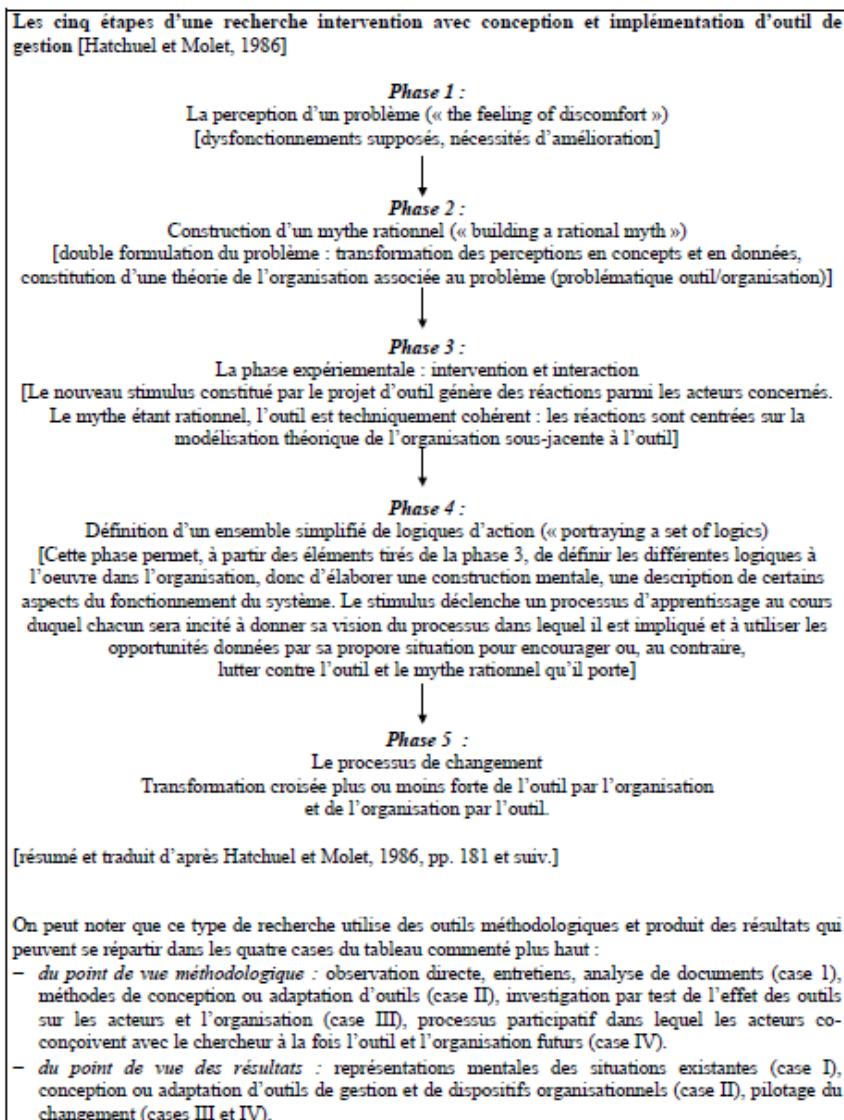 Les cinq étapes d'une recherche intervention avec conception et implémentation d'outil de
gestion [Hatchuel et Molet, 1986]
Phase 1 :
La perception d'un problème (« the feeling of discomfort »)
[dysfonctionnements supposés, nécessités d'amélioration]
Phase 2 :
Construction d'un mythe rationnel (« building a rational myth »)
[double formulation du problème : transformation des perceptions en concepts et en données,
constitution d'une théorie de l'organisation associée au problème (problématique outil/organisation)]
Phase 3 :
La phase expériementale : intervention et interaction
[Le nouveau stimulus constitué par le projet d'outil génère des réactions parmi les acteurs concernés.
Le mythe étant rationnel, l'outil est techniquement cohérent : les réactions sont centrées sur la
modélisation théorique de l'organisation sous-jacente à l'outil]
Phase 4 :
Définition d'un ensemble simplifié de logiques d'action (« portraying a set of logics)
[Cette phase permet, à partir des éléments tirés de la phase 3, de définir les différentes logiques à
l'oeuvre dans l'organisation, donc d'élaborer une construction mentale, une description de certains
aspects du fonctionnement du système. Le stimulus déclenche un processus d'apprentissage au cours
duquel chacun sera incité à donner sa vision du processus dans lequel il est impliqué et à utiliser les
opportunités données par sa propore situation pour encourager ou, au contraire,
lutter contre l'outil et le mythe rationnel qu'il porte]
Phase 5 :
Le processus de changement
Transformation croisée plus ou moins forte de l'outil par l'organisation
et de l'organisation par l'outil.
[résumé et traduit d'après Hatchuel et Molet, 1986, pp. 181 et suiv.]
On peut noter que ce type de recherche utilise des outils méthodologiques et produit des résultats qui
peuvent se répartir dans les quatre cases du tableau commenté plus haut :
– du point de vue méthodologique : observation directe, entretiens, analyse de documents (case 1),
méthodes de conception ou adaptation d'outils (case II), investigation par test de l'effet des outils
sur les acteurs et l'organisation (case III), processus participatif dans lequel les acteurs co-
conçoivent avec le chercheur à la fois l'outil et l'organisation futurs (case IV).
– du point de vue des résultats : représentations mentales des situations existantes (case I),
conception ou adaptation d'outils de gestion et de dispositifs organisationnels (case II), pilotage du
changement (cases III et IV).